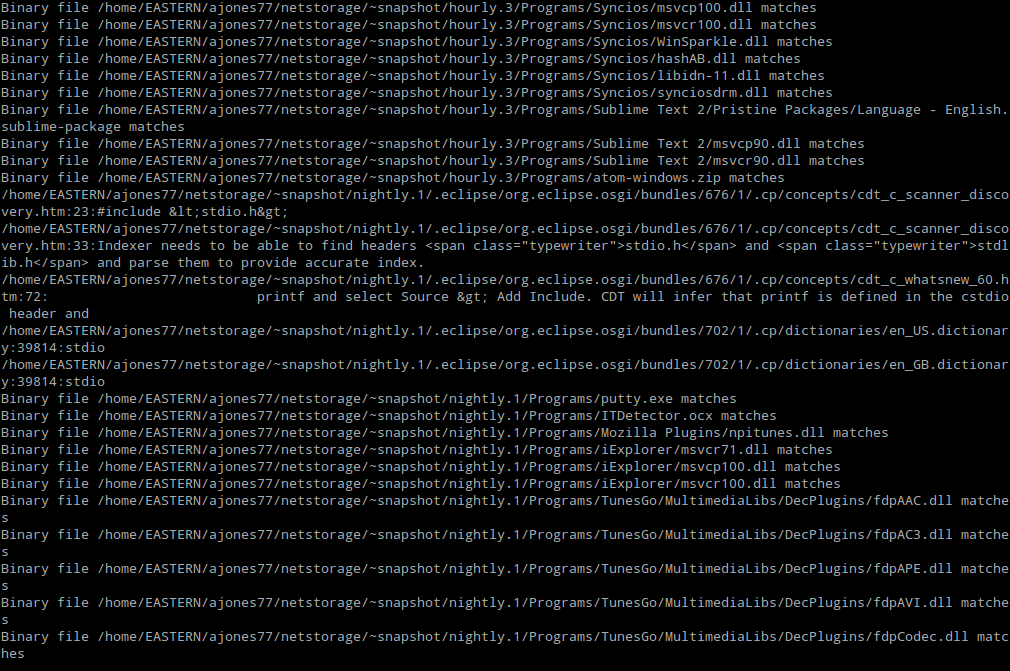 Binary file /home/EASTERN/ajones77/netstorage/~snapshot/hourly.3/Programs/Syncios/msvcp100.dll matches
Binary file /home/EASTERN/ajones77/netstorage/~snapshot/hourly.3/Programs/Syncios/msvcr100.dll matches
Binary file /home/EASTERN/ajones77/netstorage/~snapshot/hourly.3/Programs/Syncios/WinSparkle.dll matches
Binary file /home/EASTERN/ajones77/netstorage/~snapshot/hourly.3/Programs/Syncios/hashAB.dll matches
Binary file /home/EASTERN/ajones77/netstorage/~snapshot/hourly.3/Programs/Syncios/libidn-11.dll matches
Binary file /home/EASTERN/ajones77/netstorage/~snapshot/hourly.3/Programs/Syncios/synciosdrm.dll matches
Binary file /home/EASTERN/ajones77/netstorage/~snapshot/hourly.3/Programs/Sublime Text 2/Pristine Packages/Language - English.
sublime-package matches
Binary file /home/EASTERN/ajones77/netstorage/~snapshot/hourly.3/Programs/Sublime Text 2/msvcp90.dll matches
Binary file /home/EASTERN/ajones77/netstorage/~snapshot/hourly.3/Programs/Sublime Text 2/msvcr90.dll matches
Binary file /home/EASTERN/ajones77/netstorage/~snapshot/hourly.3/Programs/atom-windows.zip matches
/home/EASTERN/ajones77/netstorage/~snapshot/nightly.1/.eclipse/org.eclipse.osgi/bundles/676/1/.cp/concepts/cdt_c_scanner_disco
very.htm:23:#include &lt;stdio.h&gt;
/home/EASTERN/ajones77/netstorage/~snapshot/nightly.1/.eclipse/org.eclipse.osgi/bundles/676/1/.cp/concepts/cdt_c_scanner_disco
very.htm:33:Indexer needs to be able to find headers <span class="typewriter">stdio.h</span> and <span class="typewriter">stdl
ib.h</span> and parse them to provide accurate index.
/home/EASTERN/ajones77/netstorage/~snapshot/nightly.1/.eclipse/org.eclipse.osgi/bundles/676/1/.cp/concepts/cdt_c_whatsnew_60.h
tm:72:                          printf and select Source &gt; Add Include. CDT will infer that printf is defined in the cstdio
 header and
/home/EASTERN/ajones77/netstorage/~snapshot/nightly.1/.eclipse/org.eclipse.osgi/bundles/702/1/.cp/dictionaries/en_US.dictionar
y:39814:stdio
/home/EASTERN/ajones77/netstorage/~snapshot/nightly.1/.eclipse/org.eclipse.osgi/bundles/702/1/.cp/dictionaries/en_GB.dictionar
y:39814:stdio
Binary file /home/EASTERN/ajones77/netstorage/~snapshot/nightly.1/Programs/putty.exe matches
Binary file /home/EASTERN/ajones77/netstorage/~snapshot/nightly.1/Programs/ITDetector.ocx matches
Binary file /home/EASTERN/ajones77/netstorage/~snapshot/nightly.1/Programs/Mozilla Plugins/npitunes.dll matches
Binary file /home/EASTERN/ajones77/netstorage/~snapshot/nightly.1/Programs/iExplorer/msvcr71.dll matches
Binary file /home/EASTERN/ajones77/netstorage/~snapshot/nightly.1/Programs/iExplorer/msvcp100.dll matches
Binary file /home/EASTERN/ajones77/netstorage/~snapshot/nightly.1/Programs/iExplorer/msvcr100.dll matches
Binary file /home/EASTERN/ajones77/netstorage/~snapshot/nightly.1/Programs/TunesGo/MultimediaLibs/DecPlugins/fdpAAC.dll matche
s
Binary file /home/EASTERN/ajones77/netstorage/~snapshot/nightly.1/Programs/TunesGo/MultimediaLibs/DecPlugins/fdpAC3.dll matche
s
Binary file /home/EASTERN/ajones77/netstorage/~snapshot/nightly.1/Programs/TunesGo/MultimediaLibs/DecPlugins/fdpAPE.dll matche
s
Binary file /home/EASTERN/ajones77/netstorage/~snapshot/nightly.1/Programs/TunesGo/MultimediaLibs/DecPlugins/fdpAVI.dll matche
s
Binary file /home/EASTERN/ajones77/netstorage/~snapshot/nightly.1/Programs/TunesGo/MultimediaLibs/DecPlugins/fdpCodec.dll matc
hes